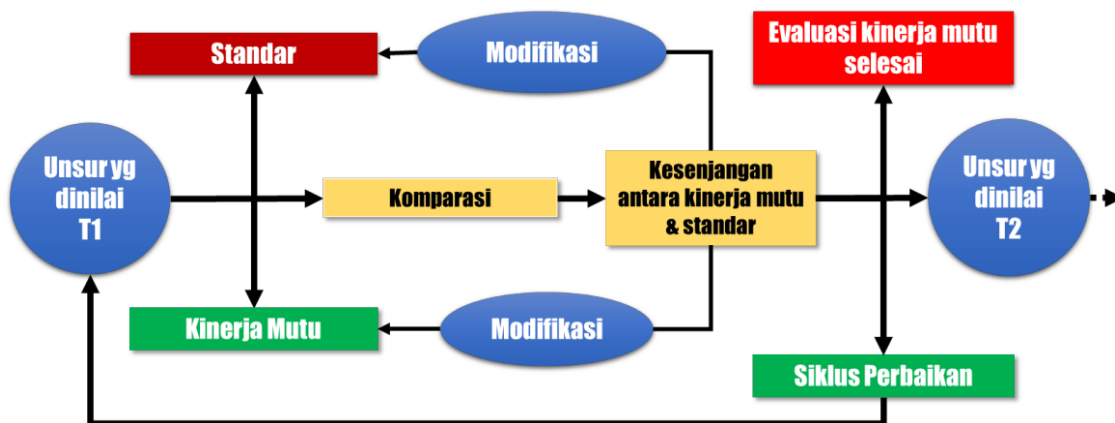 Standar
Modifikasi
Evaluasi kinerja mutu
selesai
Unsur yg
dinilai
T1
Komparasi
Kesenjangan
antara kinerja mutu
& standar
Unsur yg
dinilai
T2
Kinerja Mutu
Modifikasi
Siklus Perbaikan